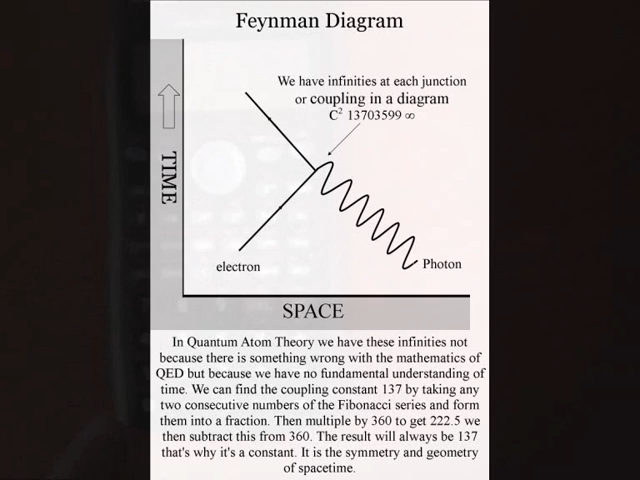 Feynman Diagram
We have infinities at each junction
or coupling in a diagram
C² 13703599 ∞
TIME
electron
Photon
SPACE
In Quantum Atom Theory we have these infinities not
because there is something wrong with the mathematics of
QED but because we have no fundamental understanding of
time. We can find the coupling constant 137 by taking any
two consecutive numbers of the Fibonacci series and form
them into a fraction. Then multiple by 360 to get 222.5 we
then subtract this from 360. The result will always be 137
that's why it's a constant. It is the symmetry and geometry
of spacetime.